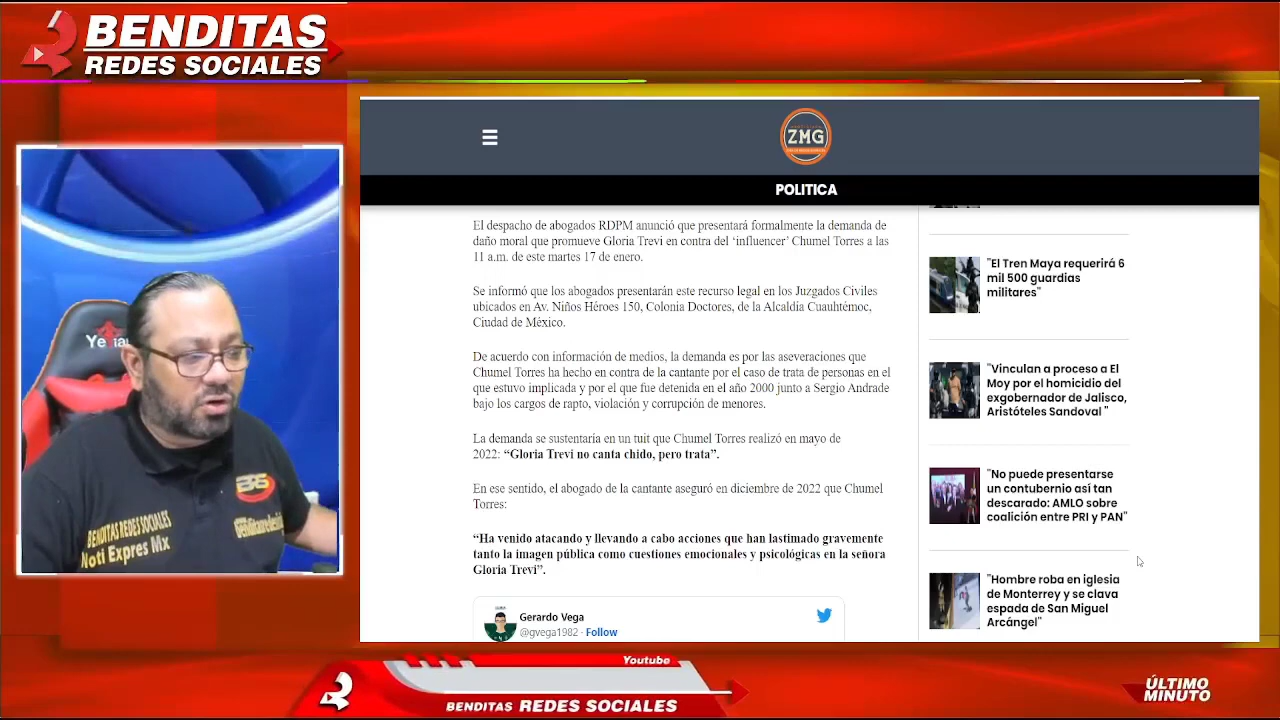 BENDITAS
REDES SOCIALES
ZMG
POLITICA
El despacho de abogados RDPM anunció que presentará formalmente la demanda de
daño moral que promueve Gloria Trevi en contra del ‘influencer’ Chumel Torres a las
11 a.m. de este martes 17 de enero.
Se informó que los abogados presentarán este recurso legal en los Juzgados Civiles
ubicados en Av. Niños Héroes 150, Colonia Doctores, de la Alcaldía Cuauhtémoc,
Ciudad de México.
De acuerdo con información de medios, la demanda es por las aseveraciones que
Chumel Torres ha hecho en contra de la cantante por el caso de trata de personas en el
que estuvo implicada y por el que fue detenida en el año 2000 junto a Sergio Andrade
bajo los cargos de rapto, violación y corrupción de menores.
La demanda se sustentaría en un tuit que Chumel Torres realizó en mayo de
2022: “Gloria Trevi no canta chido, pero trata”.
En ese sentido, el abogado de la cantante aseguró en diciembre de 2022 que Chumel
Torres:
“Ha venido atacando y llevando a cabo acciones que han lastimado gravemente
tanto la imagen pública como cuestiones emocionales y psicológicas en la señora
Gloria Trevi”.
Gerardo Vega
@gvega1982 · Follow
"El Tren Maya requerirá 6
mil 500 guardias
militares"
"Vinculan a proceso a El
Moy por el homicidio del
exgobernador de Jalisco,
Aristóteles Sandoval "
"No puede presentarse
un contubernio así tan
descarado: AMLO sobre
coalición entre PRI y PAN"
"Hombre roba en iglesia
de Monterrey y se clava
espada de San Miguel
Arcángel"
BENDITAS REDES SOCIALES
Noti Expres Mx
Youtube
BENDITAS REDES SOCIALES
ÚLTIMO
MINUTO